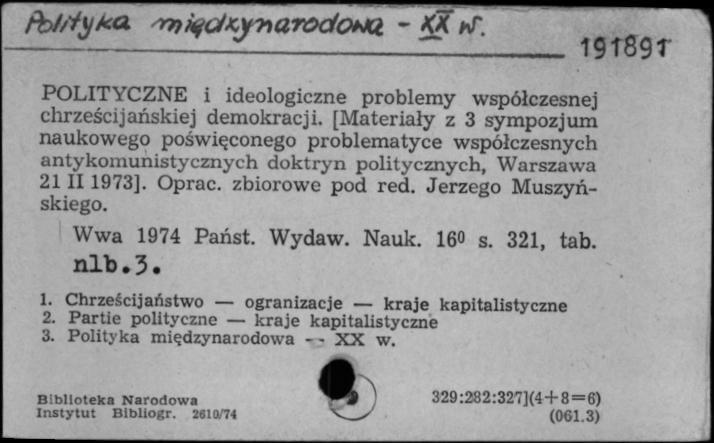 Polityka międzynarodowa - XX w.
191891
POLITYCZNE i ideologiczne problemy współczesnej
chrześcijańskiej demokracji. [Materiały z 3 sympozjum
naukowego poświęconego problematyce współczesnych
antykomunistycznych doktryn politycznych, Warszawa
21 II 1973]. Oprac. zbiorowe pod red. Jerzego Muszyń-
skiego.
Wwa 1974 Państ. Wydaw. Nauk. 16⁰ s. 321, tab.
nlb.3.
1. Chrześcijaństwo — ogranizacje — kraje kapitalistyczne
2. Partie polityczne — kraje kapitalistyczne
3. Polityka międzynarodowa — XX w.
Biblioteka Narodowa
Instytut Bibliogr. 2610/74
329:282:327](4+8=6)
(061.3)